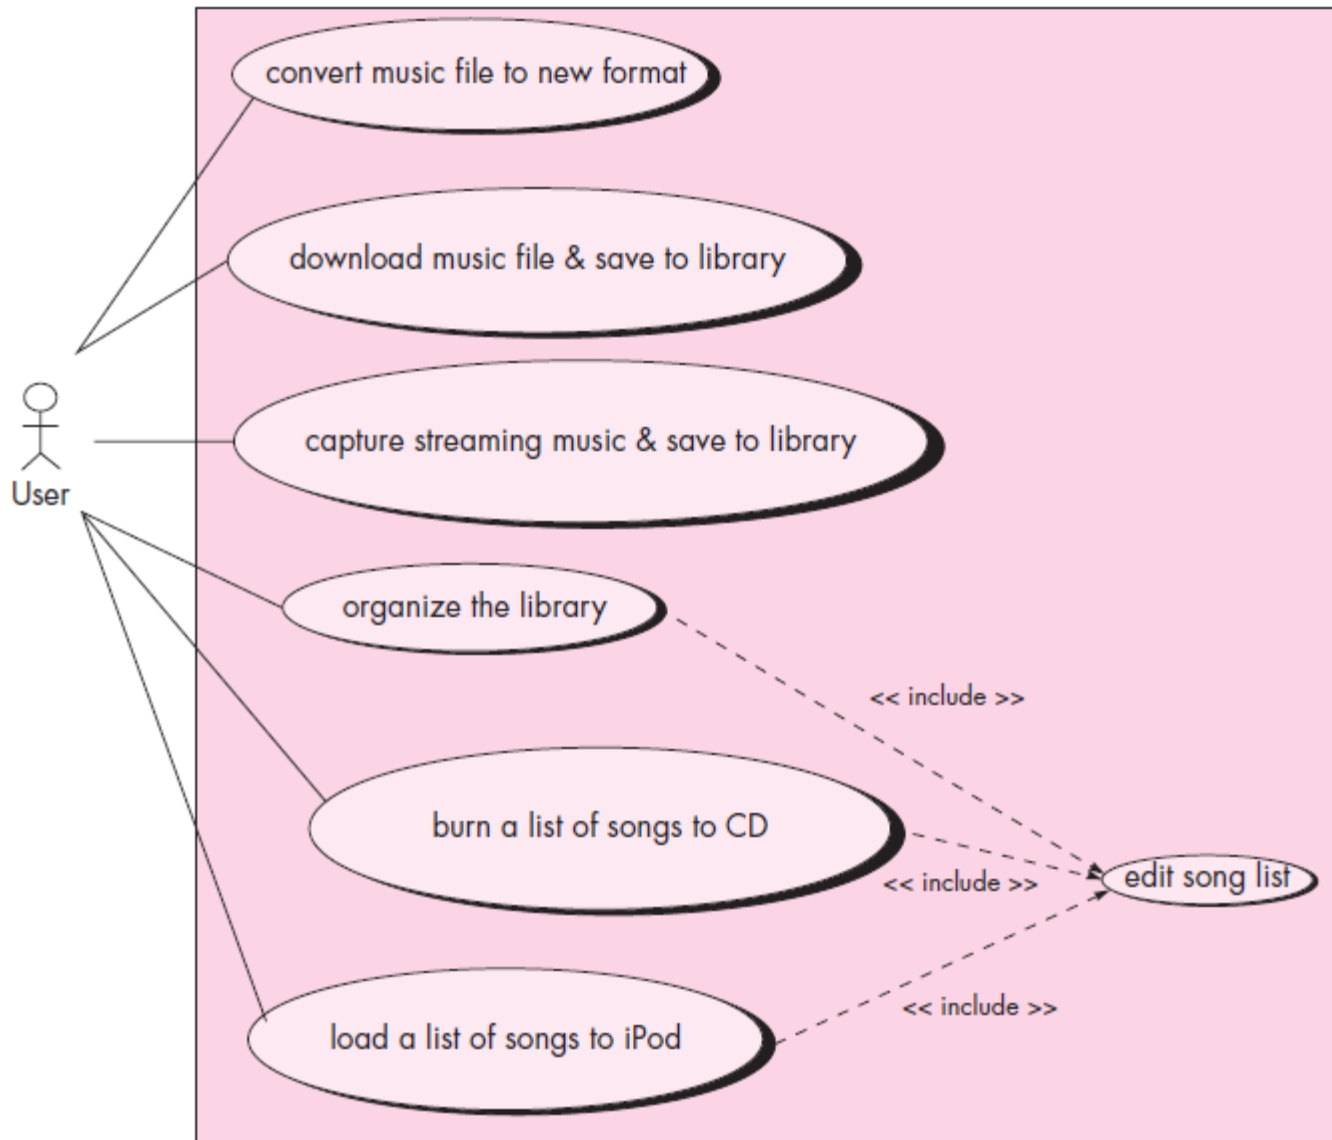 convert music file to new format
download music file & save to library
capture streaming music & save to library
User
organize the library
<< include >>
burn a list of songs to CD
edit song list
<< include >>
<< include >>
load a list of songs to iPod